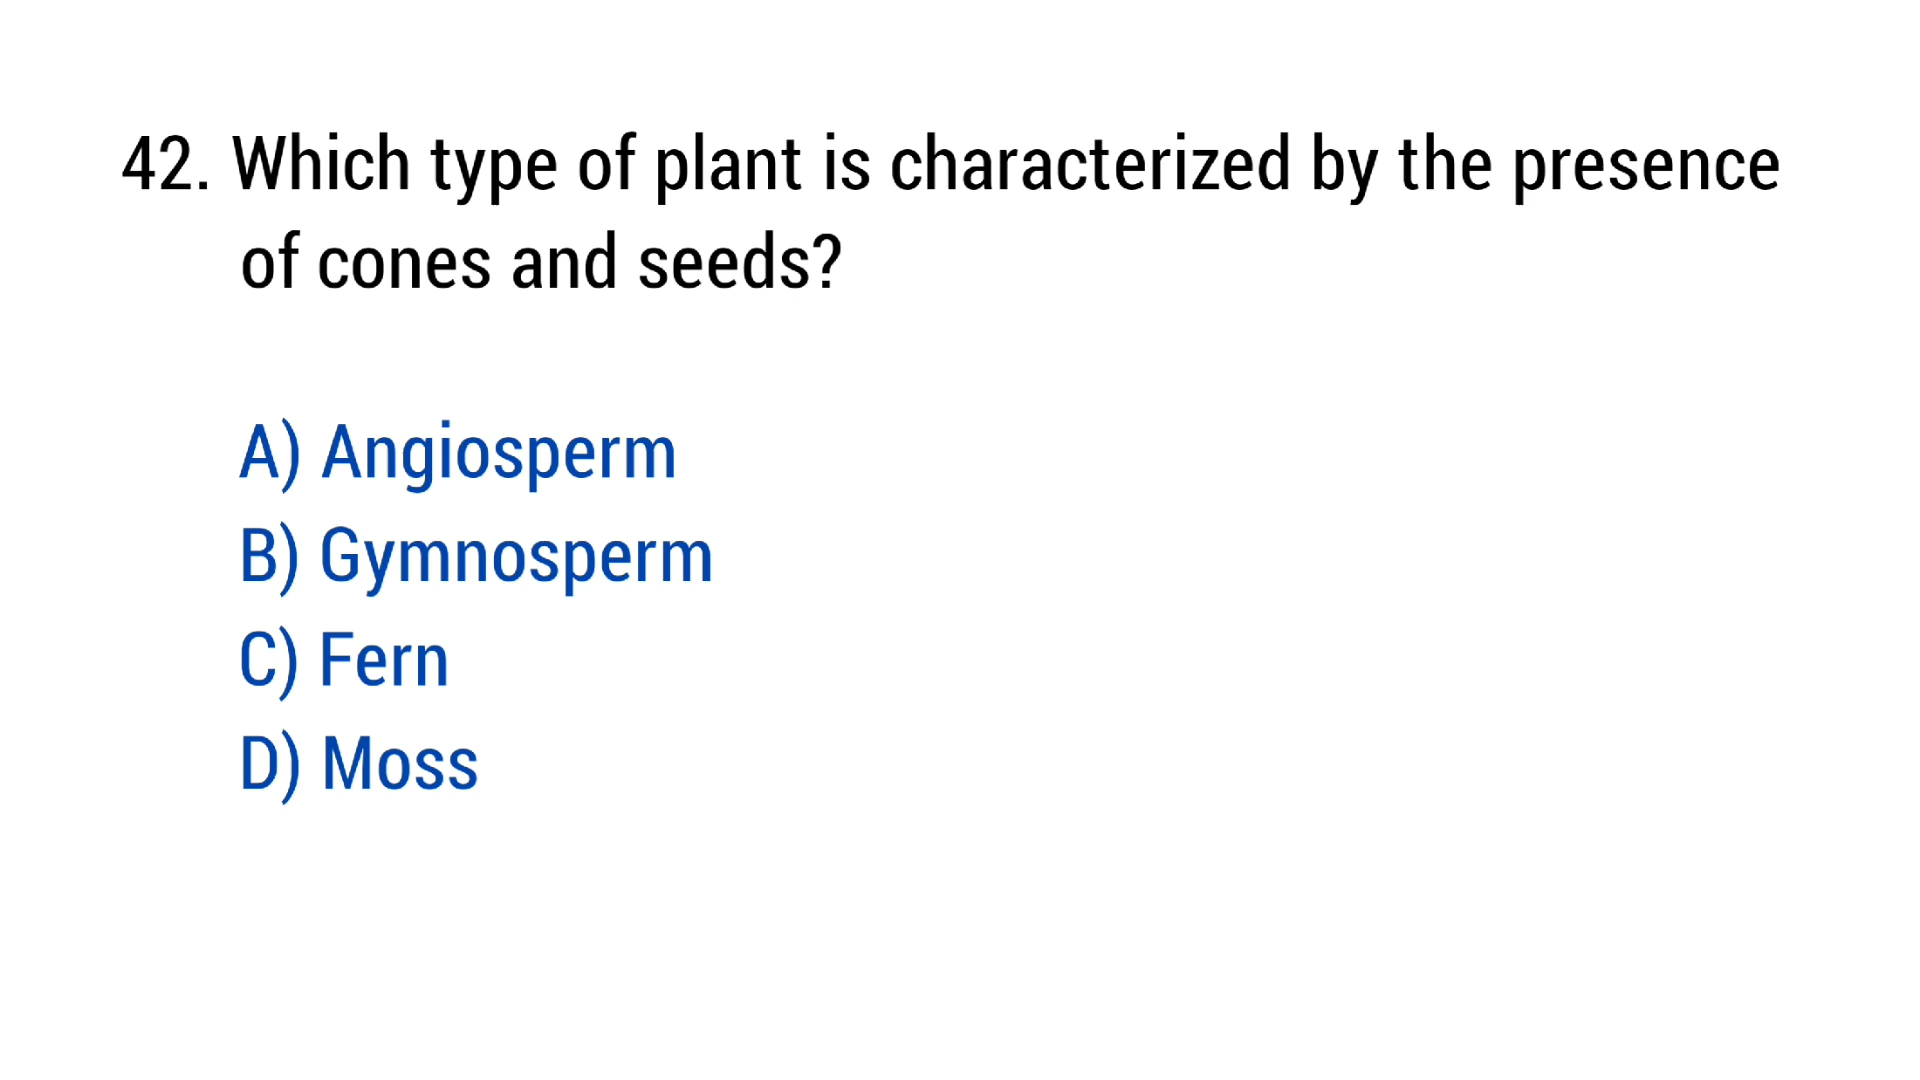 42. Which type of plant is characterized by the presence
of cones and seeds?
A) Angiosperm
B) Gymnosperm
C) Fern
D) Moss